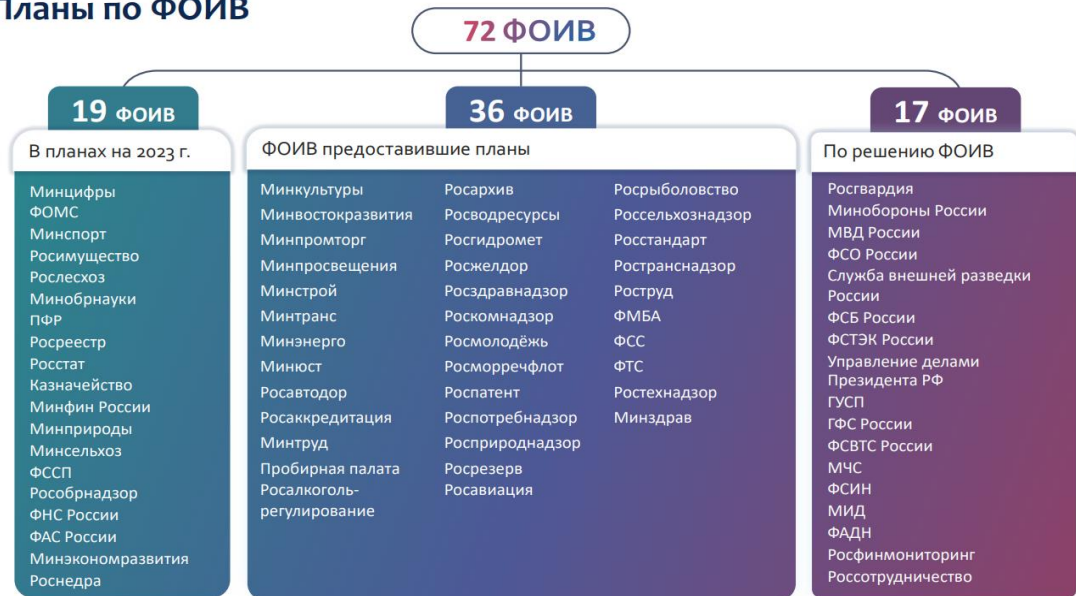 Планы по ФОИВ
72 ФОИВ
19 ФОИВ
В планах на 2023 г.
Минцифры
ФОМС
Минспорт
Росимущество
Рослесхоз
Минобрнауки
ПФР
Росреестр
Росстат
Казначейство
Минфин России
Минприроды
Минсельхоз
ФССП
Рособрнадзор
ФНС России
ФАС России
Минэкономразвития
Роснедра
36 ФОИВ
ФОИВ предоставившие планы
Минкультуры
Минвостокразвития
Минпромторг
Минпросвещения
Минстрой
Минтранс
Минэнерго
Минюст
Росавтодор
Росаккредитация
Минтруд
Пробирная палата
Росалкоголь-
регулирование
Росархив
Росводресурсы
Росгидромет
Росжелдор
Росздравнадзор
Роскомнадзор
Росмолодёжь
Росморречфлот
Роспатент
Роспотребнадзор
Росприроднадзор
Росрезерв
Росавиация
Росрыболовство
Россельхознадзор
Росстандарт
Ространснадзор
Роструд
ФМБА
ФСС
ФТС
Ростехнадзор
Минздрав
17 ФОИВ
По решению ФОИВ
Росгвардия
Минобороны России
МВД России
ФСО России
Служба внешней разведки
России
ФСБ России
ФСТЭК России
Управление делами
Президента РФ
ГУСП
ГФС России
ФСВТС России
МЧС
ФСИН
МИД
ФАДН
Росфинмониторинг
Россотрудничество